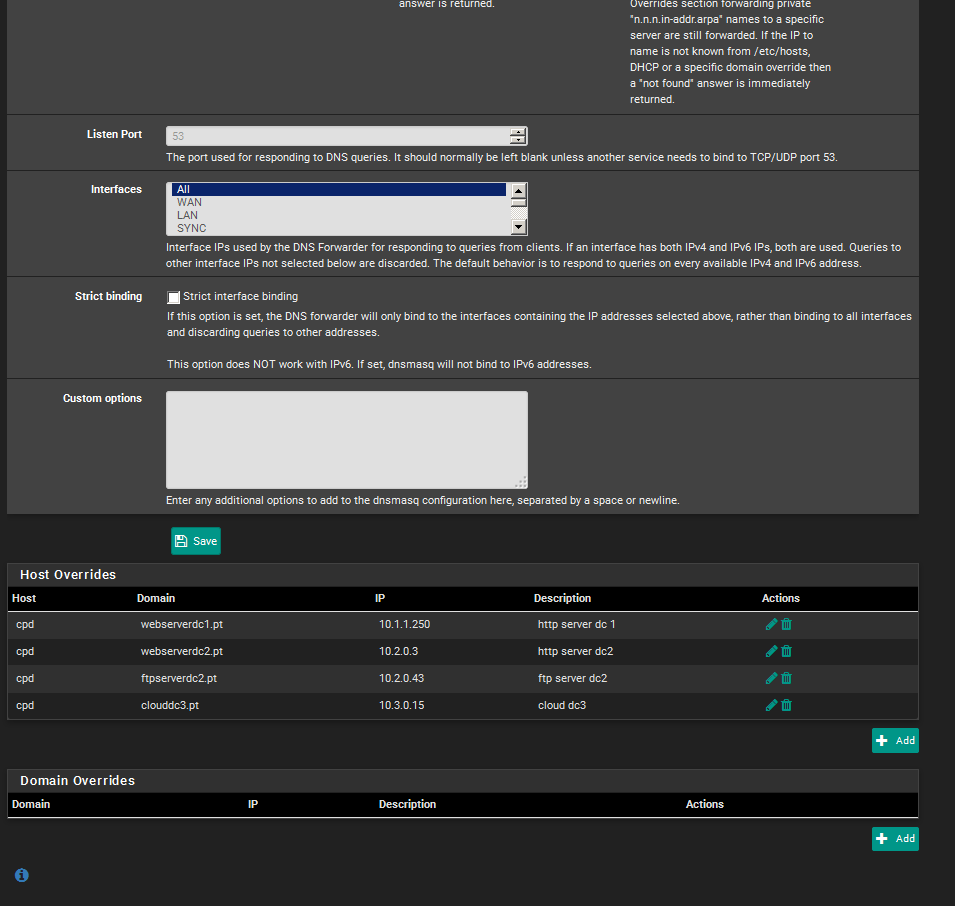 answer is returned.
Overrides section forwarding private
"n.n.n.in-addr.arpa" names to a specific
server are still forwarded. If the IP to
name is not known from /etc/hosts,
DHCP or a specific domain override then
a "not found" answer is immediately
returned.
Listen Port
53
The port used for responding to DNS queries. It should normally be left blank unless another service needs to bind to TCP/UDP port 53.
Interfaces
All
WAN
LAN
SYNC
Interface IPs used by the DNS Forwarder for responding to queries from clients. If an interface has both IPv4 and IPv6 IPs, both are used. Queries to
other interface IPs not selected below are discarded. The default behavior is to respond to queries on every available IPv4 and IPv6 address.
Strict binding
Strict interface binding
If this option is set, the DNS forwarder will only bind to the interfaces containing the IP addresses selected above, rather than binding to all interfaces
and discarding queries to other addresses.
This option does NOT work with IPv6. If set, dnsmasq will not bind to IPv6 addresses.
Custom options
Enter any additional options to add to the dnsmasq configuration here, separated by a space or newline.
Save
Host Overrides
Host Domain IP Description Actions
cpd webserverdc1.pt 10.1.1.250 http server dc 1
cpd webserverdc2.pt 10.2.0.3 http server dc2
cpd ftpserverdc2.pt 10.2.0.43 ftp server dc2
cpd clouddc3.pt 10.3.0.15 cloud dc3
Add
Domain Overrides
Domain IP Description Actions
Add